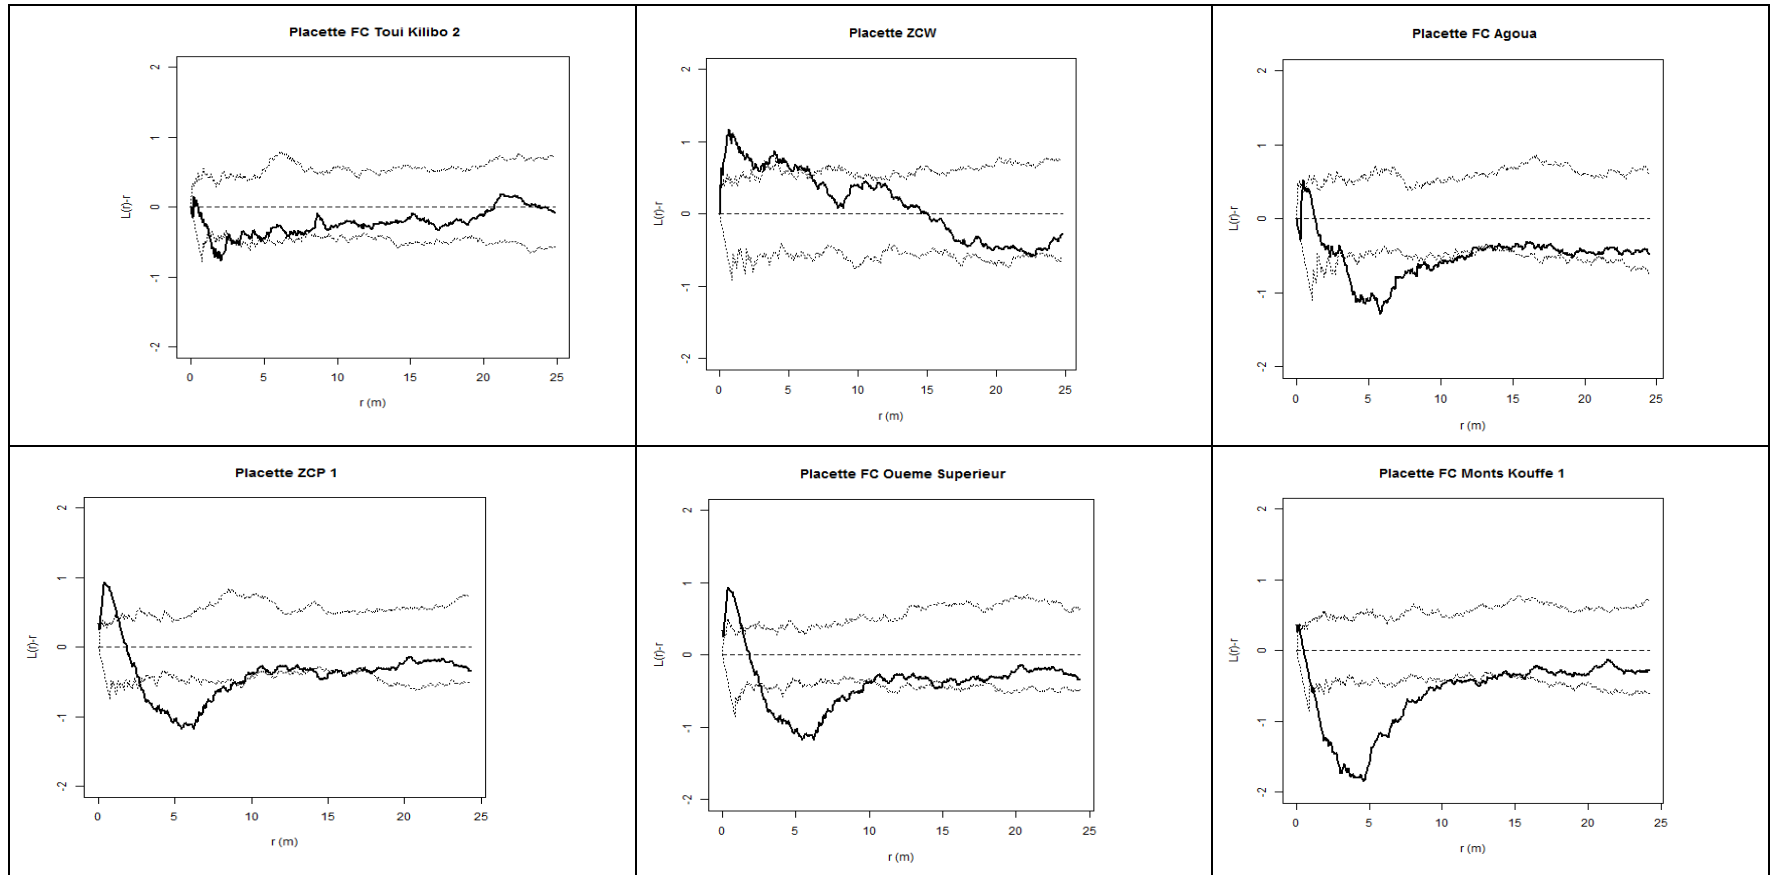 Placette FC Toui Kilibo 2
2
1
0
-1
-2
L(r)-r
0 5 10 15 20 25
r (m)
Placette ZCW
2
1
0
-1
-2
L(r)-r
0 5 10 15 20 25
r (m)
Placette FC Agoua
2
1
0
-1
-2
L(r)-r
0 5 10 15 20 25
r (m)
Placette ZCP 1
2
1
0
-1
-2
L(r)-r
0 5 10 15 20 25
r (m)
Placette FC Oueme Superieur
2
1
0
-1
-2
L(r)-r
0 5 10 15 20 25
r (m)
Placette FC Monts Kouffe 1
2
1
0
-1
-2
L(r)-r
0 5 10 15 20 25
r (m)